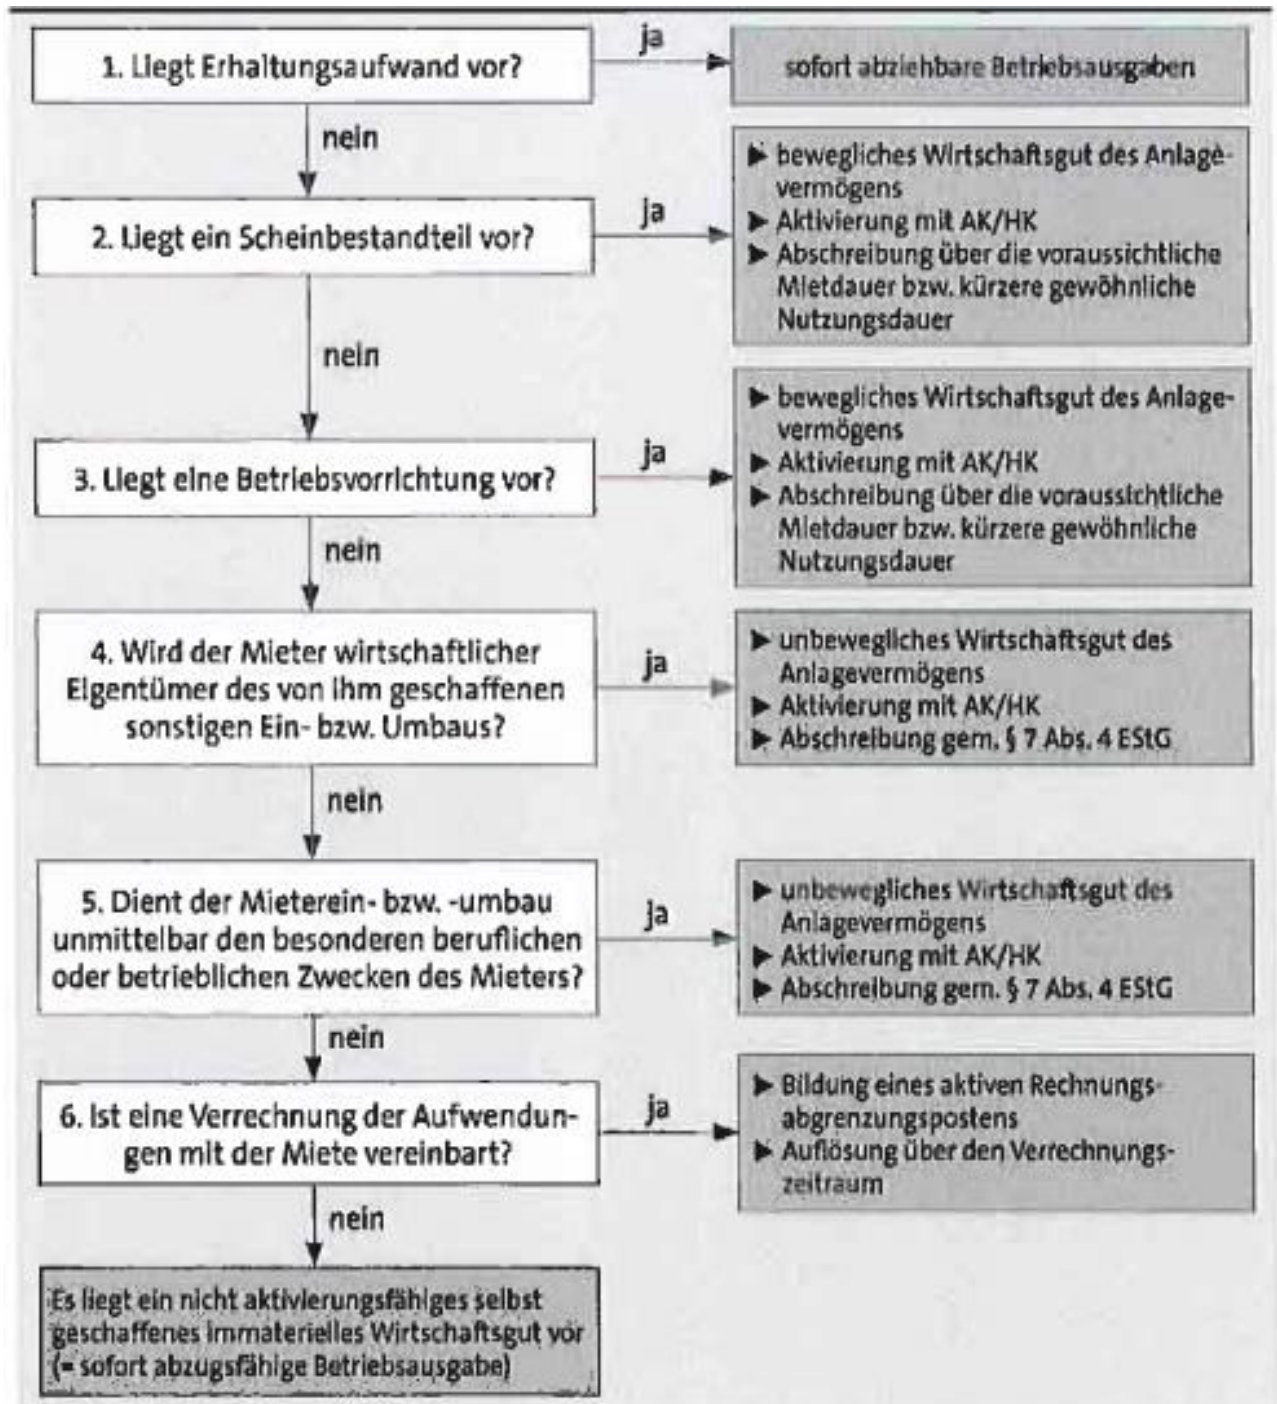 1. Liegt Erhaltungsaufwand vor?
ja
sofort abziehbare Betriebsausgaben
nein
2. Liegt ein Scheinbestandteil vor?
ja
▶ bewegliches Wirtschaftsgut des Anlage-
vermögens
▶ Aktivierung mit AK/HK
▶ Abschreibung über die voraussichtliche
Mietdauer bzw. kürzere gewöhnliche
Nutzungsdauer
nein
3. Liegt eine Betriebsvorrichtung vor?
ja
▶ bewegliches Wirtschaftsgut des Anlage-
vermögens
▶ Aktivierung mit AK/HK
▶ Abschreibung über die voraussichtliche
Mietdauer bzw. kürzere gewöhnliche
Nutzungsdauer
nein
4. Wird der Mieter wirtschaftlicher
Eigentümer des von ihm geschaffenen
sonstigen Ein- bzw. Umbaus?
ja
▶ unbewegliches Wirtschaftsgut des
Anlagevermögens
▶ Aktivierung mit AK/HK
▶ Abschreibung gem. § 7 Abs. 4 EStG
nein
5. Dient der Mieterein- bzw. -umbau
unmittelbar den besonderen beruflichen
oder betrieblichen Zwecken des Mieters?
ja
▶ unbewegliches Wirtschaftsgut des
Anlagevermögens
▶ Aktivierung mit AK/HK
▶ Abschreibung gem. § 7 Abs. 4 EStG
nein
6. Ist eine Verrechnung der Aufwendun-
gen mit der Miete vereinbart?
ja
▶ Bildung eines aktiven Rechnungs-
abgrenzungspostens
▶ Auflösung über den Verrechnungs-
zeitraum
nein
Es liegt ein nicht aktivierungsfähiges selbst
geschaffenes immaterielles Wirtschaftsgut vor
(= sofort abzugsfähige Betriebsausgabe)